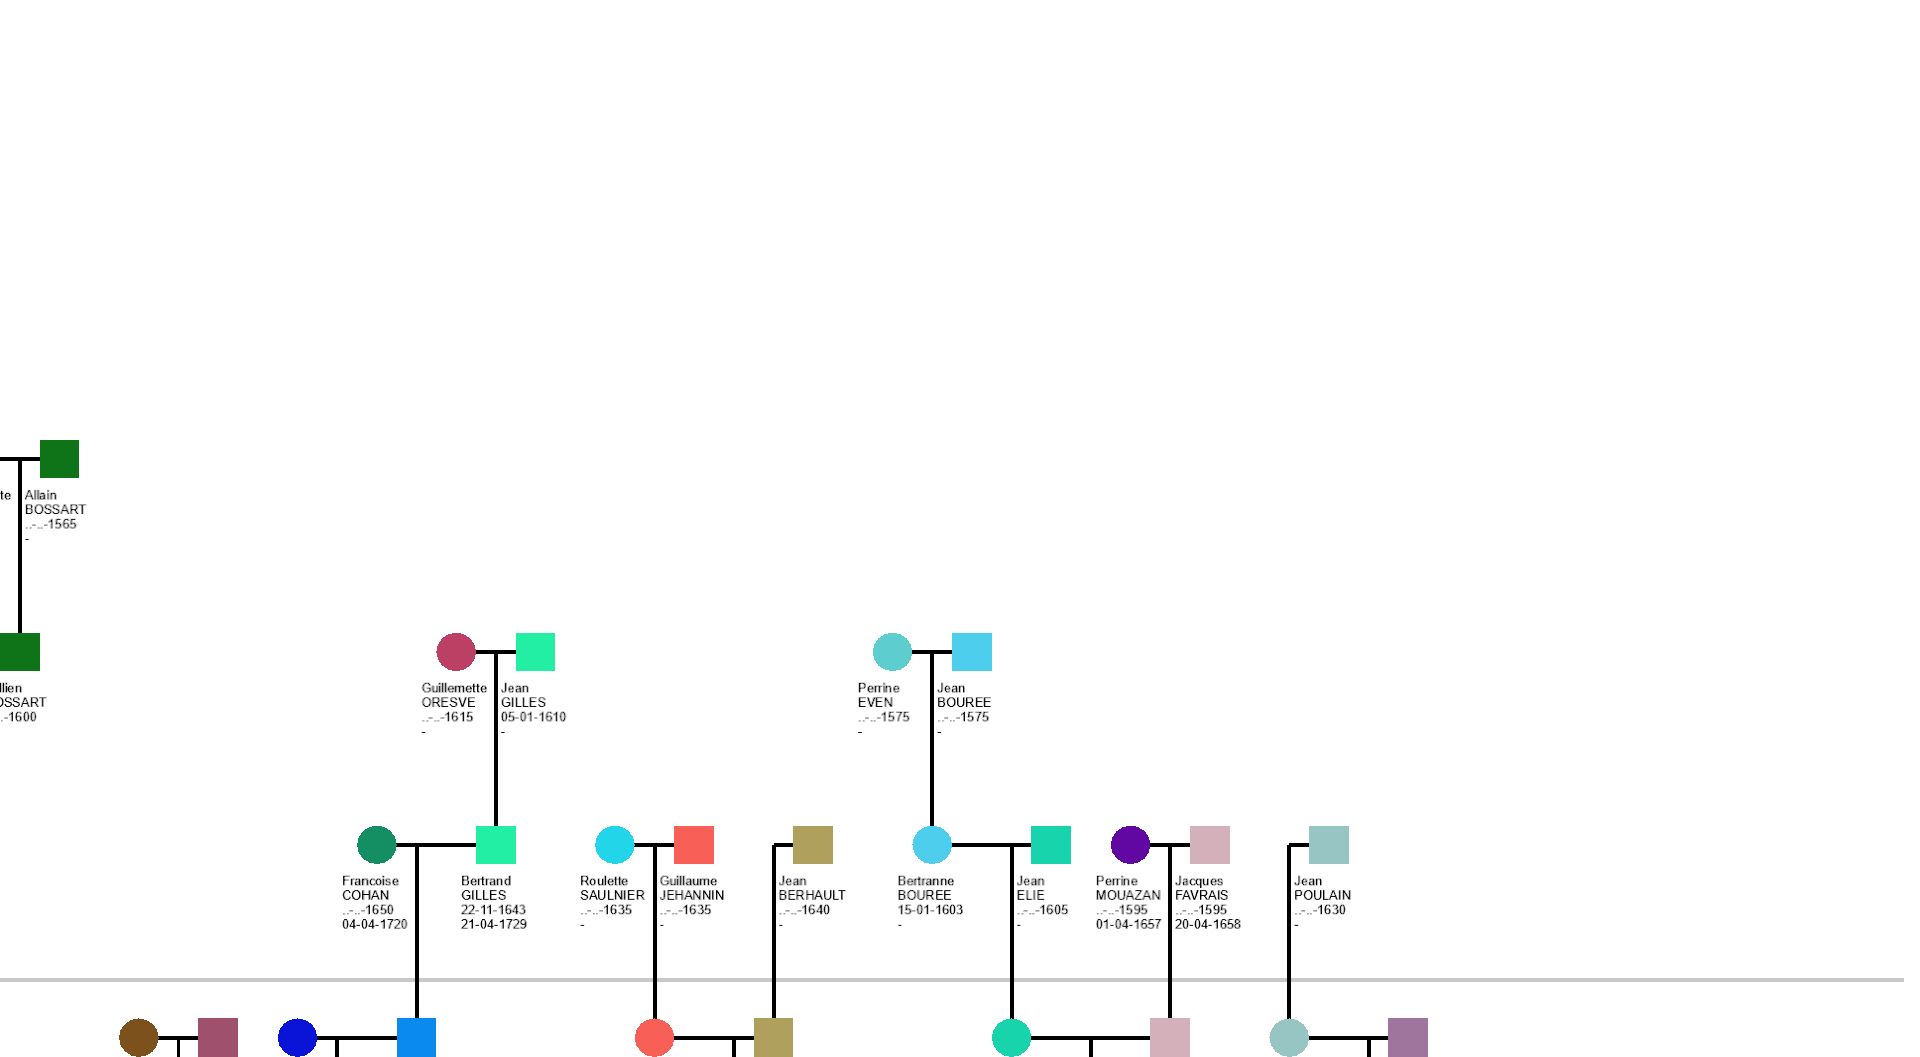 te
Allain
BOSSART
..-..-1565
-
llien
OSSART
.-1600
Guillemette
ORESVE
..-..-1615
-
Jean
GILLES
05-01-1610
-
Perrine
EVEN
..-..-1575
-
Jean
BOUREE
..-..-1575
-
Francoise
COHAN
..-..-1650
04-04-1720
Bertrand
GILLES
22-11-1643
21-04-1729
Roulette
SAULNIER
..-..-1635
-
Guillaume
JEHANNIN
..-..-1635
-
Jean
BERHAULT
..-..-1640
-
Bertranne
BOUREE
15-01-1603
-
Jean
ELIE
..-..-1605
-
Perrine
MOUAZAN
..-..-1595
01-04-1657
Jacques
FAVRAIS
..-..-1595
20-04-1658
Jean
POULAIN
..-..-1630
-